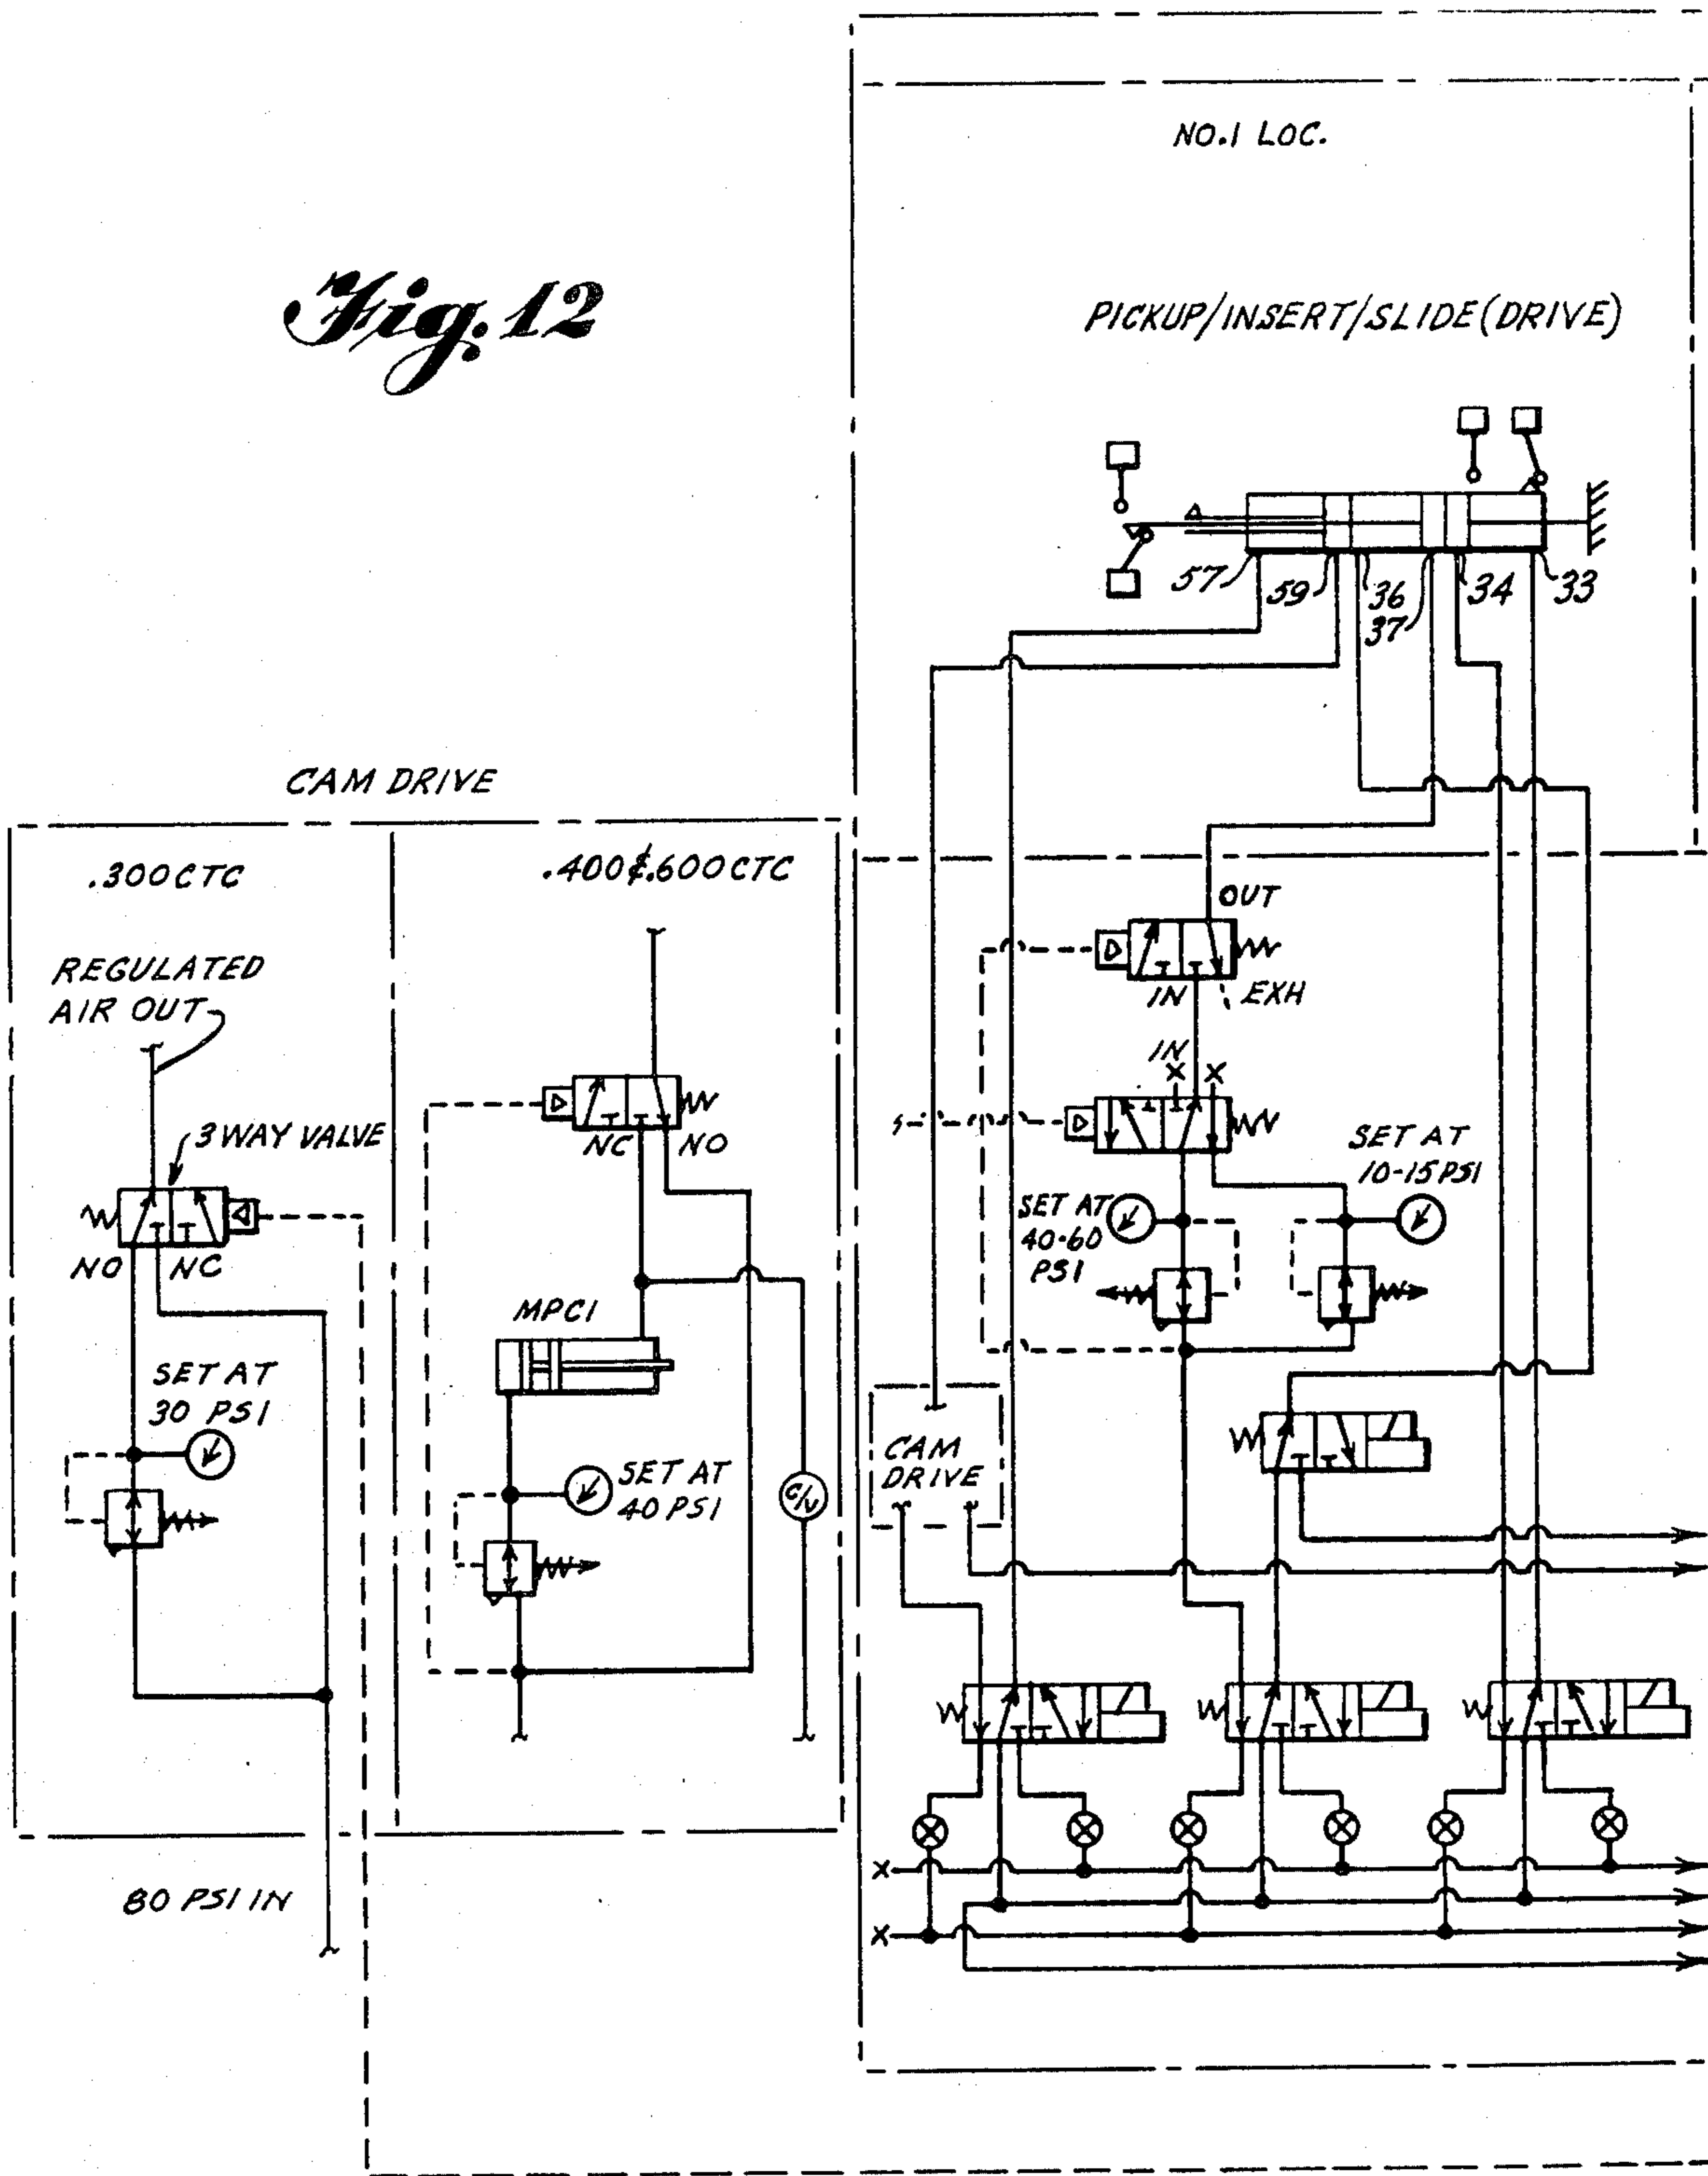 Fig. 12
NO.1 LOC.
PICKUP/INSERT/SLIDE(DRIVE)
57
59
36
37
34
33
CAM DRIVE
.300CTC
.400&.600CTC
REGULATED
AIR OUT
3 WAY VALVE
NO
NC
SET AT
30 PSI
80 PSI IN
NC
NO
MPC1
SET AT
40 PSI
C/V
OUT
IN
EXH
IN
X
X
SET AT
40-60
PSI
SET AT
10-15 PSI
CAM
DRIVE
X
X